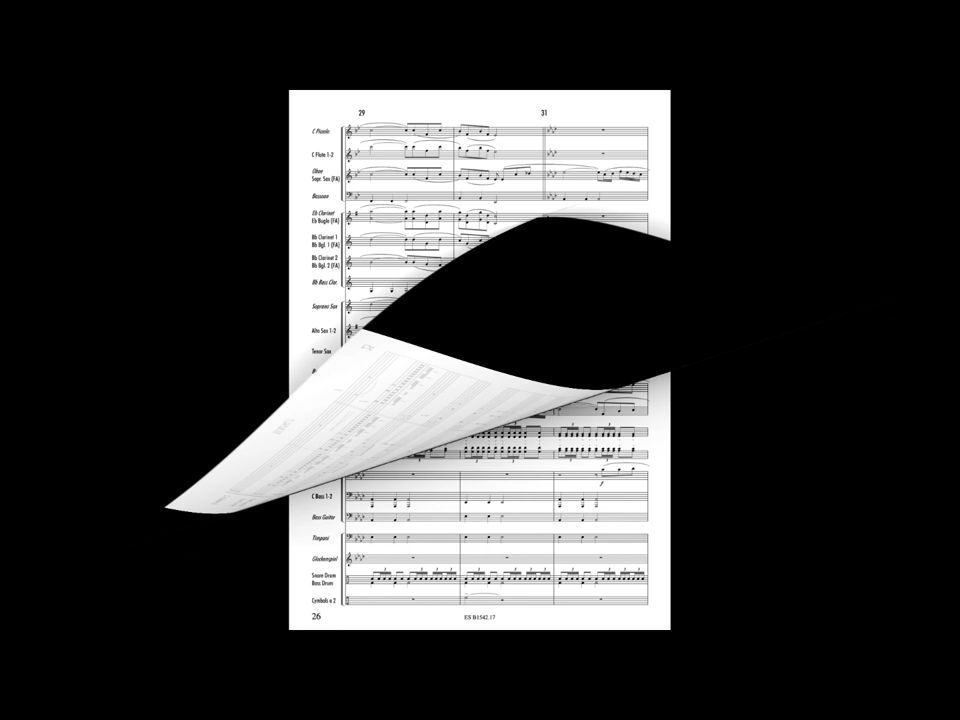 29 31
C Piccolo
C Flute 1-2
Oboe
Sopr. Sax (FA)
Bassoon
Eb Clarinet
Eb Bugle (FA)
Bb Clarinet 1
Bb Bgl. 1 (FA)
Bb Clarinet 2
Bb Bgl. 2 (FA)
Bb Bass Clar.
Soprano Sax
Alto Sax 1-2
Tenor Sax
f
C Bass 1-2
Bass Guitar
Timpani
Glockenspiel
Snare Drum
Bass Drum
Cymbals a 2
26 ES B1542.17